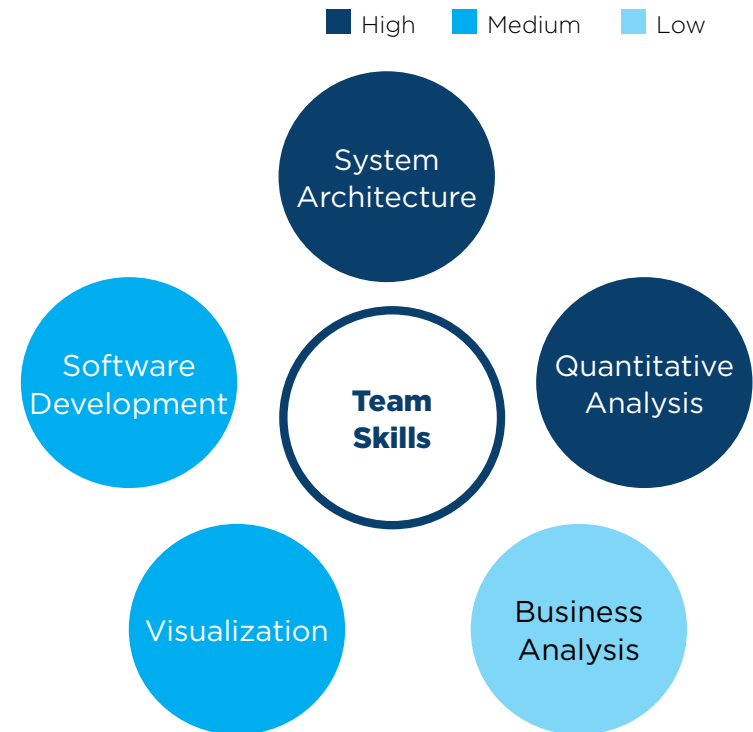 High Medium Low
System
Architecture
Software
Development
Team
Skills
Quantitative
Analysis
Visualization
Business
Analysis